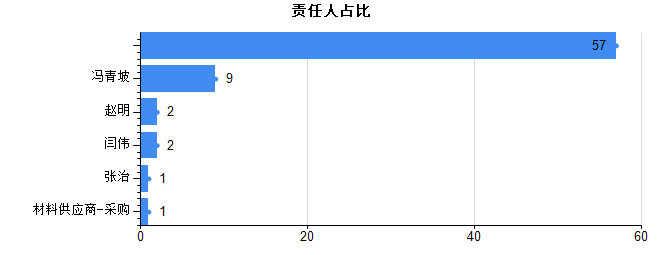 责任人占比
57
冯青坡 9
赵明 2
闫伟 2
张治 1
材料供应商-采购 1
0 20 40 60